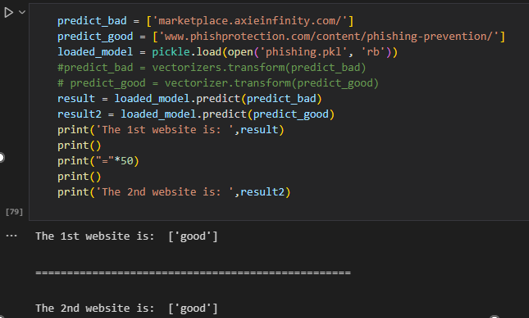 predict_bad = ['marketplace.axieinfinity.com/']
predict_good = ['www.phishprotection.com/content/phishing-prevention/']
loaded_model = pickle.load(open('phishing.pkl', 'rb'))
#predict_bad = vectorizers.transform(predict_bad)
# predict_good = vectorizer.transform(predict_good)
result = loaded_model.predict(predict_bad)
result2 = loaded_model.predict(predict_good)
print('The 1st website is: ',result)
print()
print("="*50)
print()
print('The 2nd website is: ',result2)
[79]
... The 1st website is:  ['good']
==================================================
The 2nd website is:  ['good']